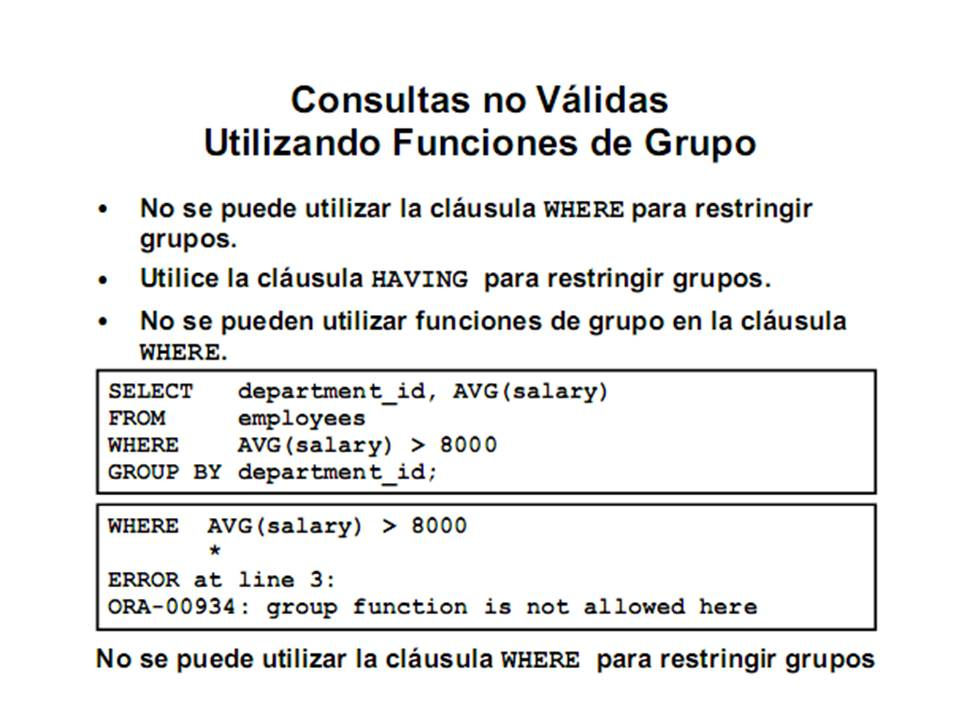 Consultas no Válidas
Utilizando Funciones de Grupo
• No se puede utilizar la cláusula WHERE para restringir
grupos.
• Utilice la cláusula HAVING para restringir grupos.
• No se pueden utilizar funciones de grupo en la cláusula
WHERE.
SELECT   department_id, AVG(salary)
FROM     employees
WHERE    AVG(salary) > 8000
GROUP BY department_id;
WHERE  AVG(salary) > 8000
       *
ERROR at line 3:
ORA-00934: group function is not allowed here
No se puede utilizar la cláusula WHERE para restringir grupos